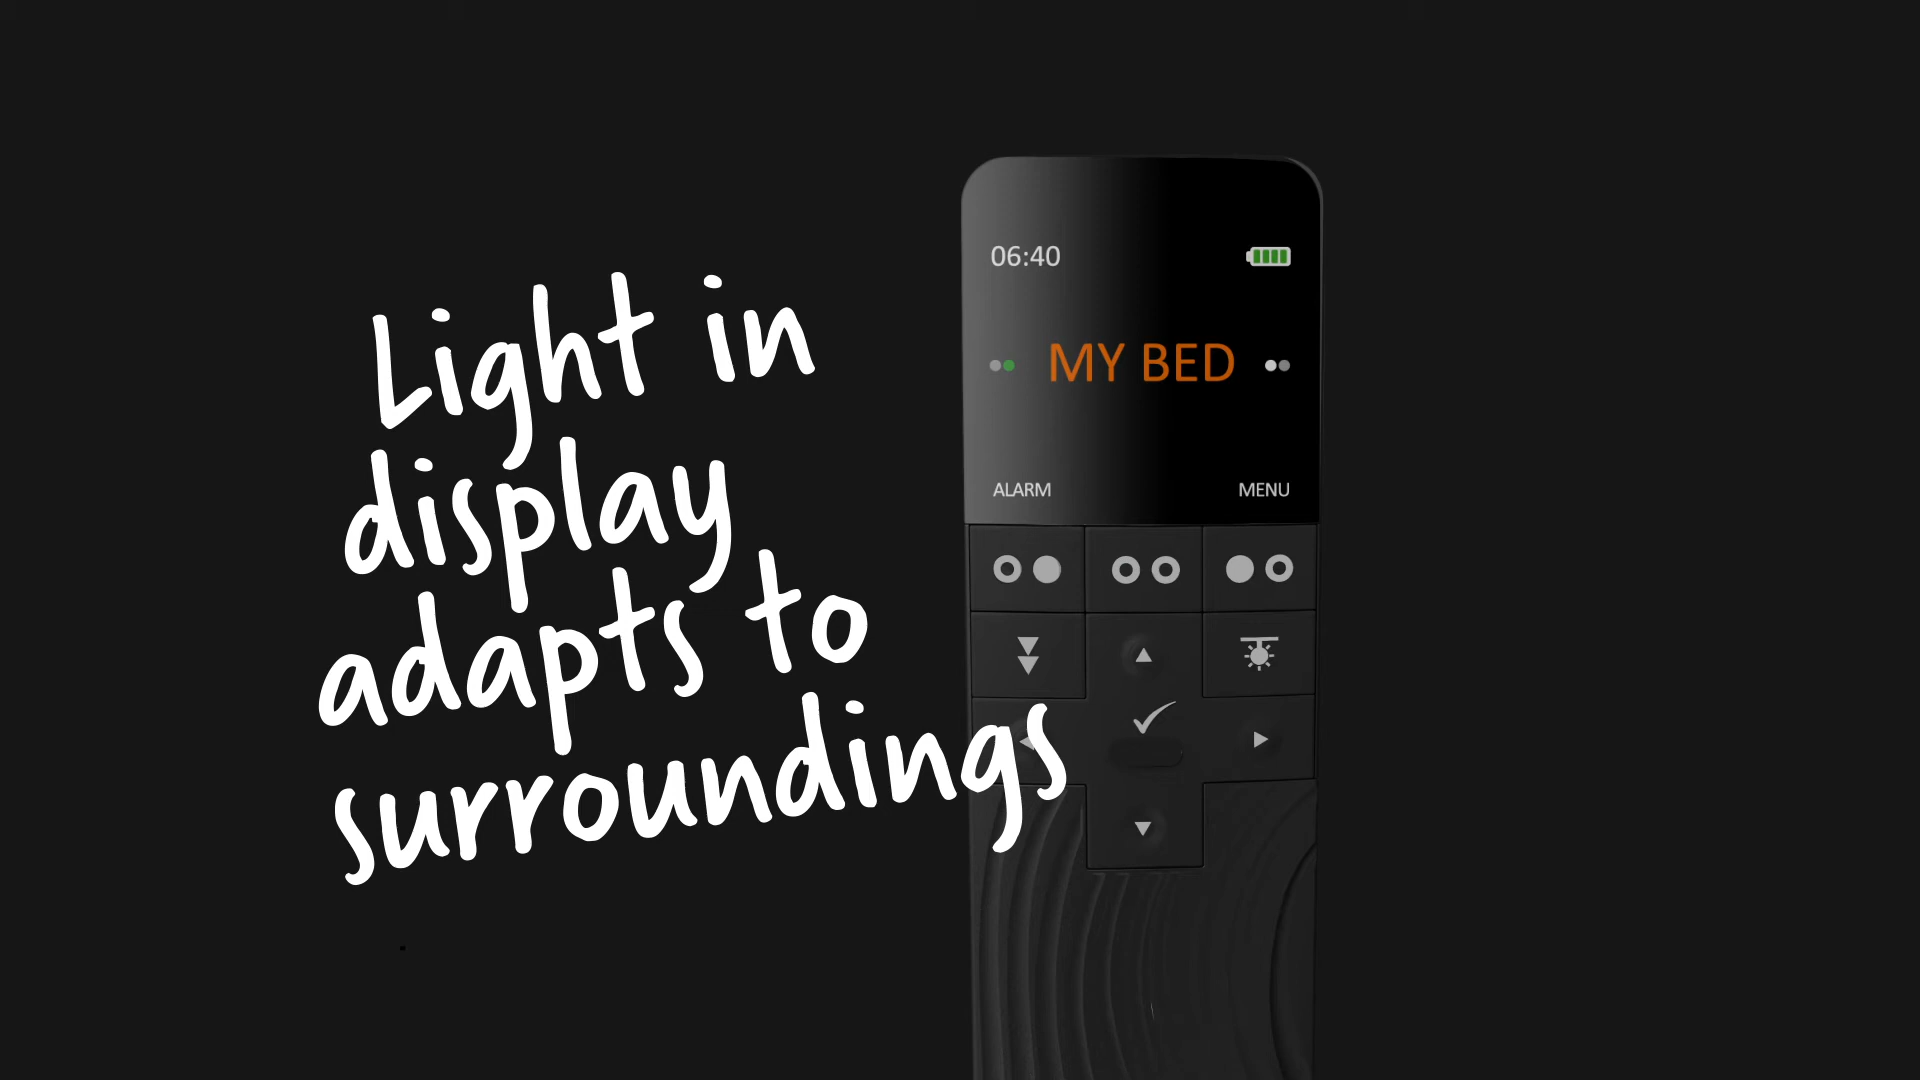 Light in
display
adapts to
surroundings
06:40
MY BED
ALARM
MENU